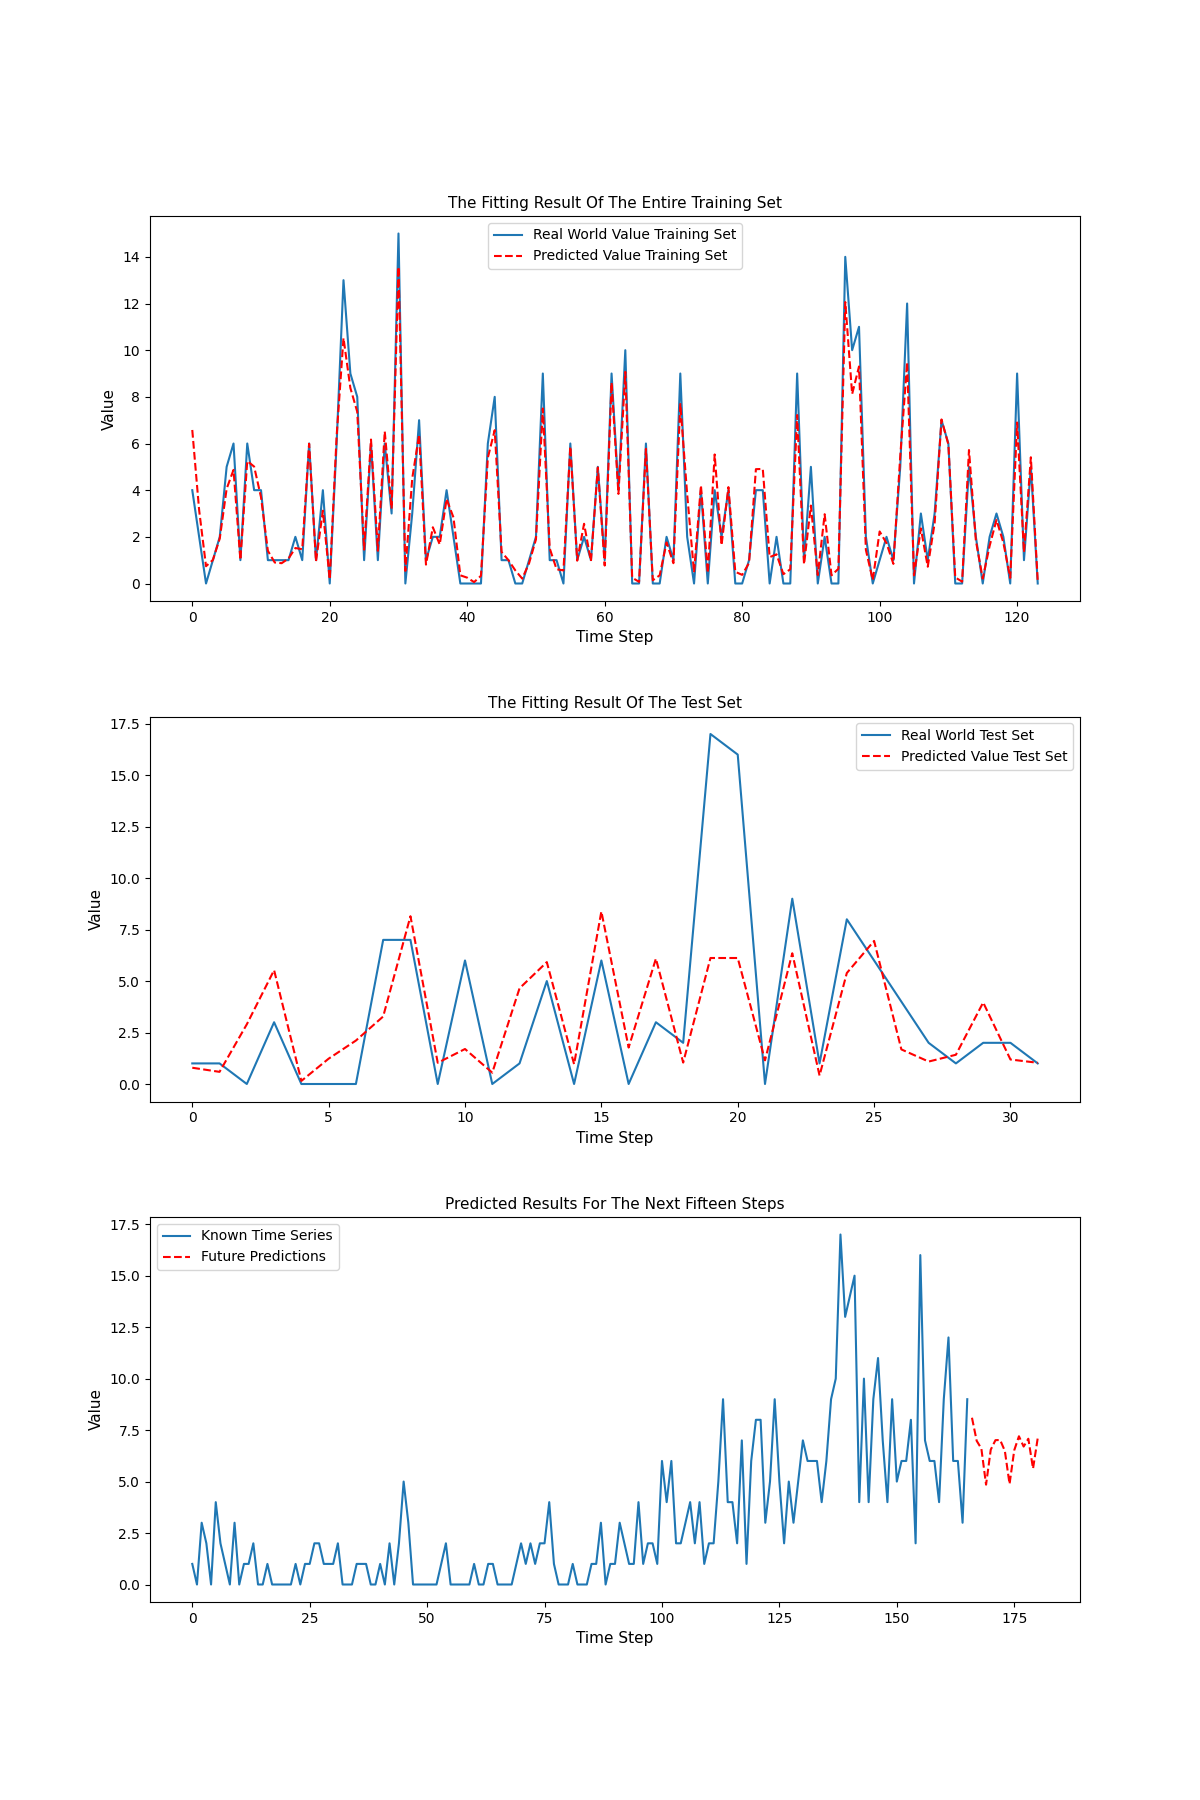 The Fitting Result Of The Entire Training Set
Real World Value Training Set
Predicted Value Training Set
Value
14
12
10
8
6
4
2
0
0 20 40 60 80 100 120
Time Step
The Fitting Result Of The Test Set
Real World Test Set
Predicted Value Test Set
Value
17.5
15.0
12.5
10.0
7.5
5.0
2.5
0.0
0 5 10 15 20 25 30
Time Step
Predicted Results For The Next Fifteen Steps
Known Time Series
Future Predictions
Value
17.5
15.0
12.5
10.0
7.5
5.0
2.5
0.0
0 25 50 75 100 125 150 175
Time Step